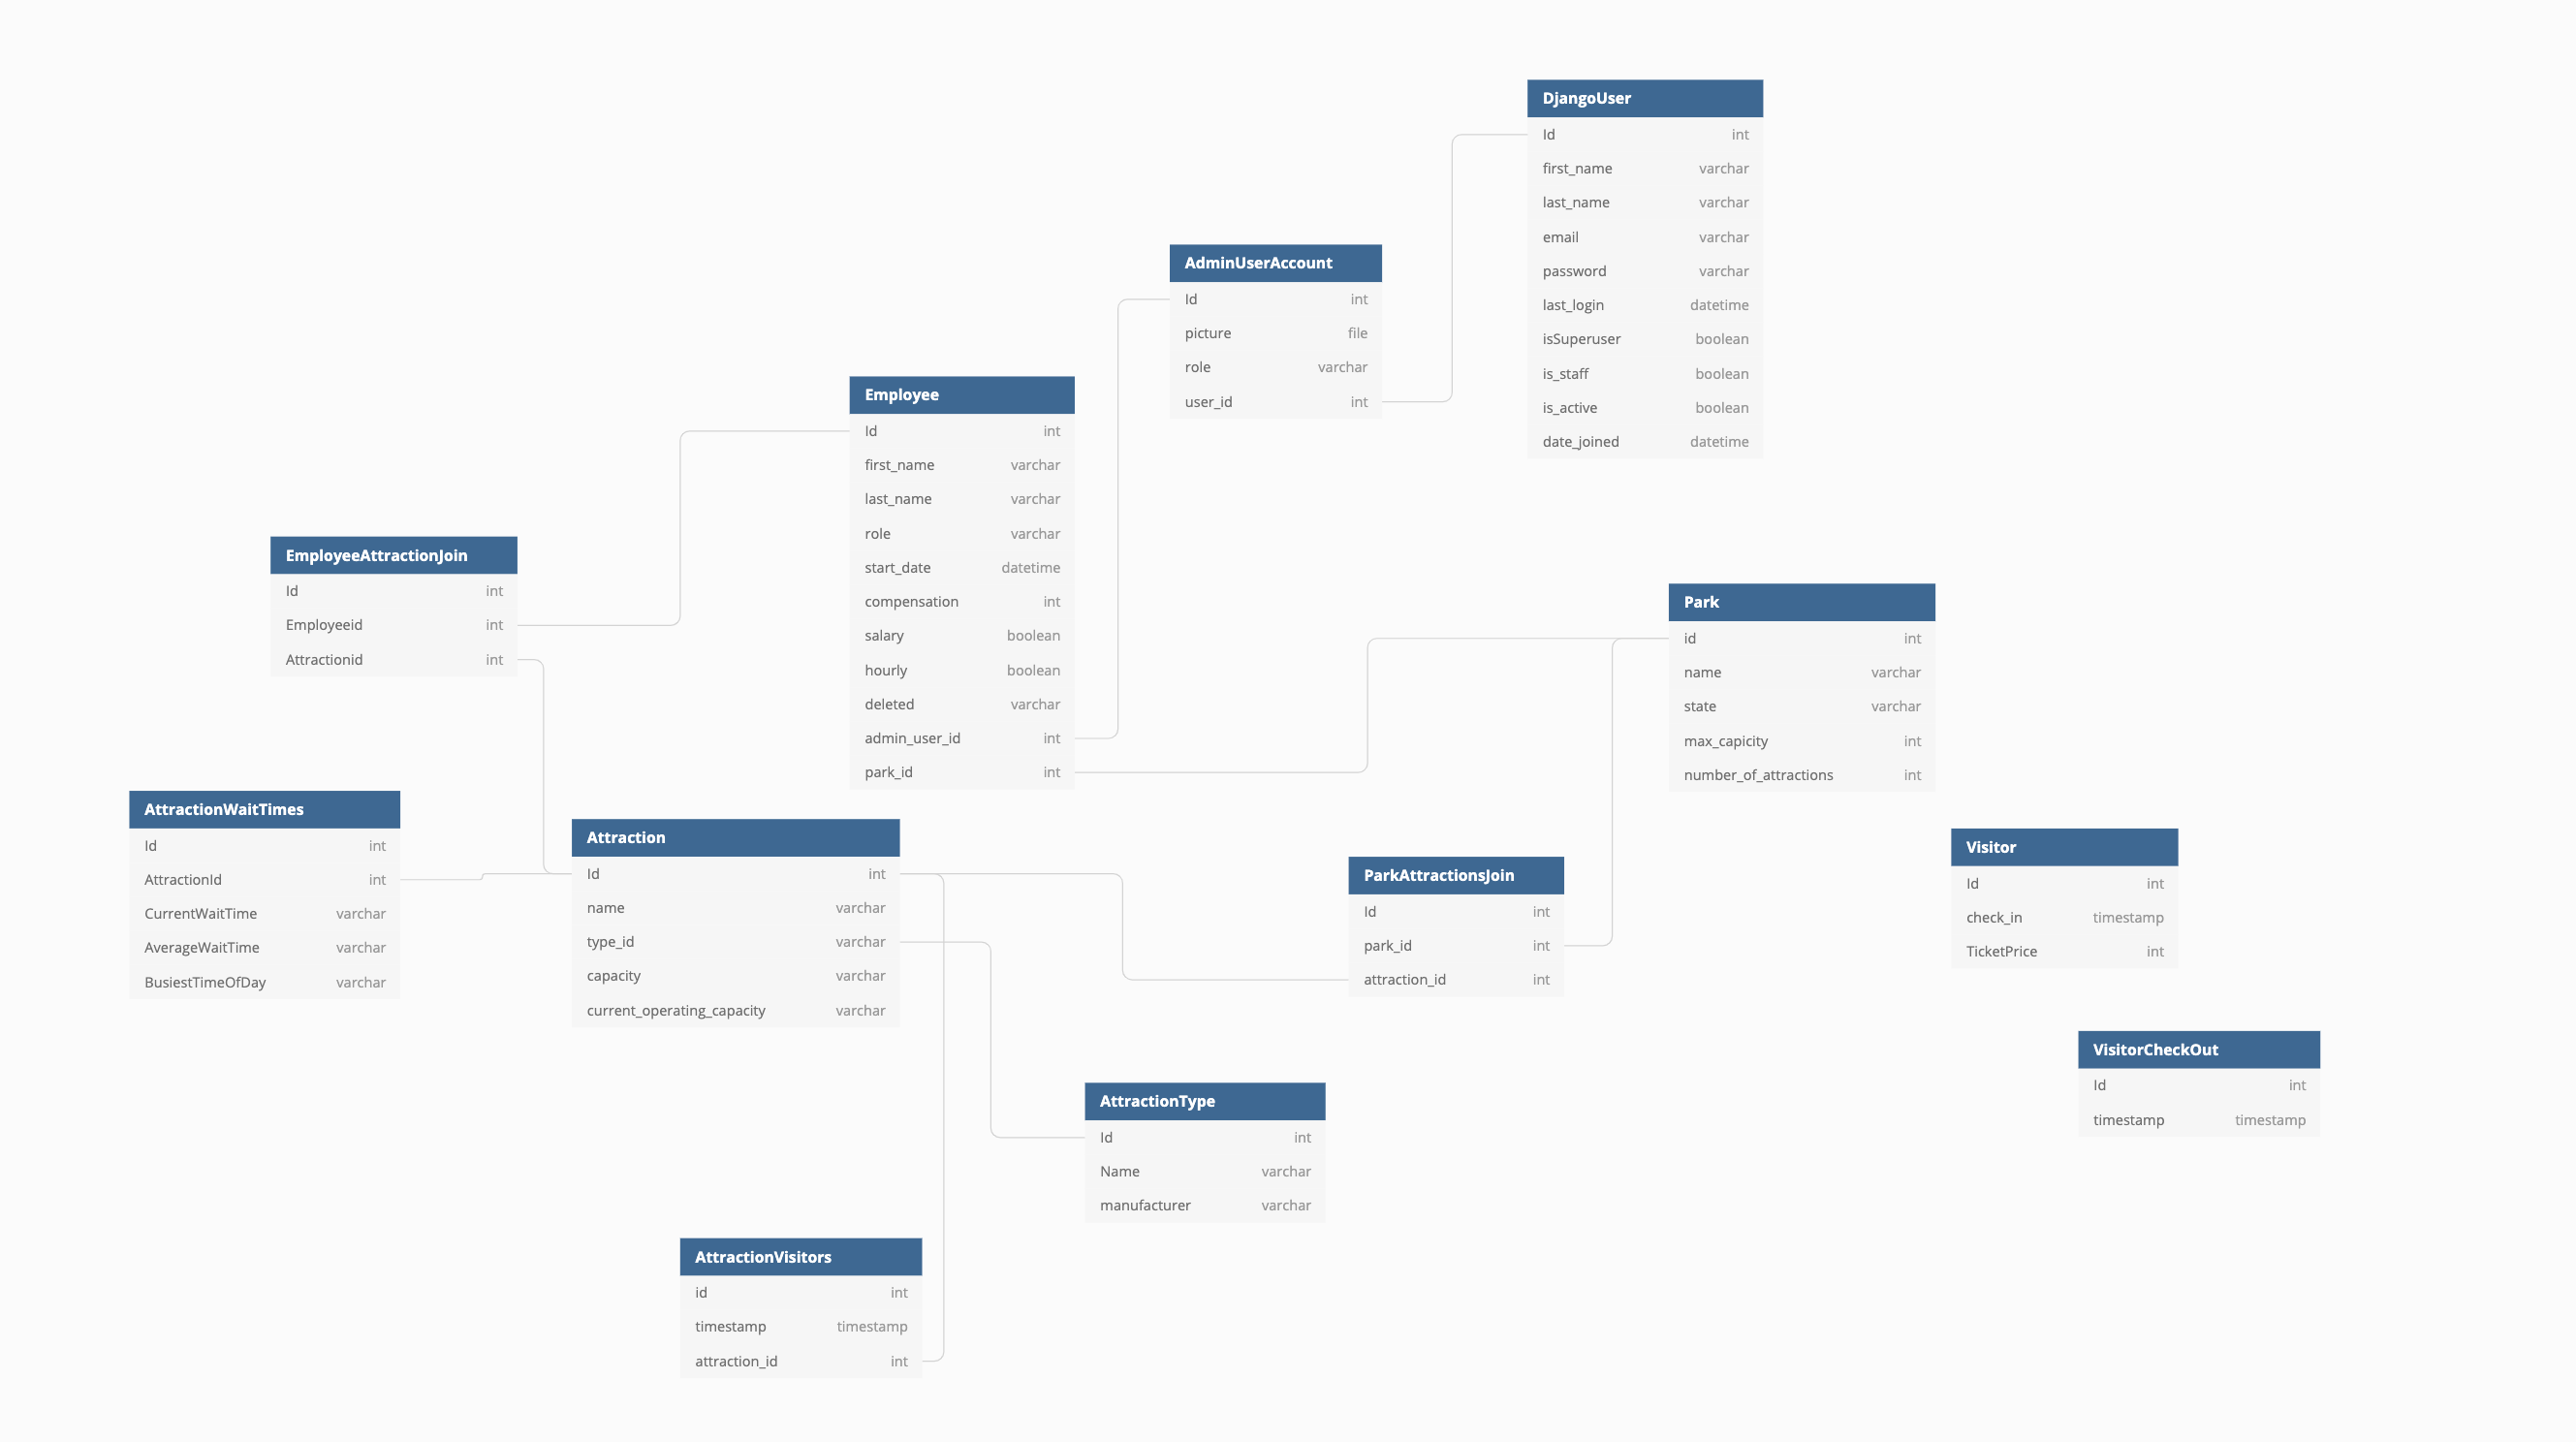 DjangoUser
Id int
first_name varchar
last_name varchar
email varchar
password varchar
last_login datetime
isSuperuser boolean
is_staff boolean
is_active boolean
date_joined datetime
AdminUserAccount
Id int
picture file
role varchar
user_id int
Employee
Id int
first_name varchar
last_name varchar
role varchar
start_date datetime
compensation int
salary boolean
hourly boolean
deleted varchar
admin_user_id int
park_id int
EmployeeAttractionJoin
Id int
Employeeid int
Attractionid int
Park
id int
name varchar
state varchar
max_capicity int
number_of_attractions int
AttractionWaitTimes
Id int
AttractionId int
CurrentWaitTime varchar
AverageWaitTime varchar
BusiestTimeOfDay varchar
Attraction
Id int
name varchar
type_id varchar
capacity varchar
current_operating_capacity varchar
ParkAttractionsJoin
Id int
park_id int
attraction_id int
Visitor
Id int
check_in timestamp
TicketPrice int
VisitorCheckOut
Id int
timestamp timestamp
AttractionType
Id int
Name varchar
manufacturer varchar
AttractionVisitors
id int
timestamp timestamp
attraction_id int